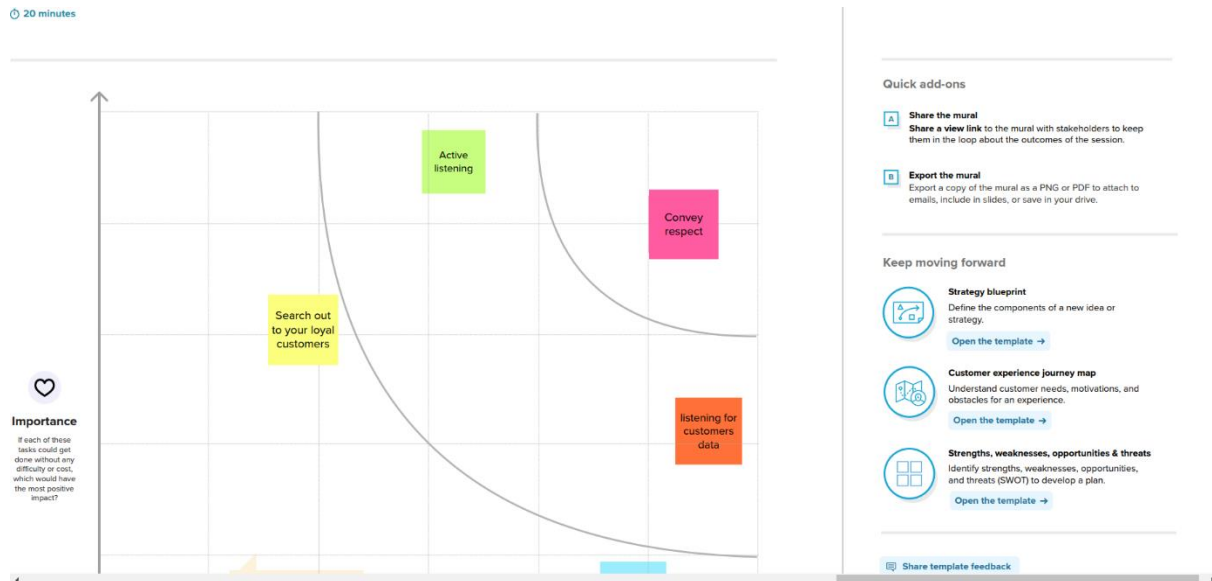 20 minutes
Active
listening
Convey
respect
Search out
to your loyal
customers
listening for
customers
data
Importance
If each of these
tasks could get
done without any
difficulty or cost,
which would have
the most positive
impact?
Quick add-ons
A
Share the mural
Share a view link to the mural with stakeholders to keep
them in the loop about the outcomes of the session.
B
Export the mural
Export a copy of the mural as a PNG or PDF to attach to
emails, include in slides, or save in your drive.
Keep moving forward
Strategy blueprint
Define the components of a new idea or
strategy.
Open the template →
Customer experience journey map
Understand customer needs, motivations, and
obstacles for an experience.
Open the template →
Strengths, weaknesses, opportunities & threats
Identify strengths, weaknesses, opportunities,
and threats (SWOT) to develop a plan.
Open the template →
Share template feedback